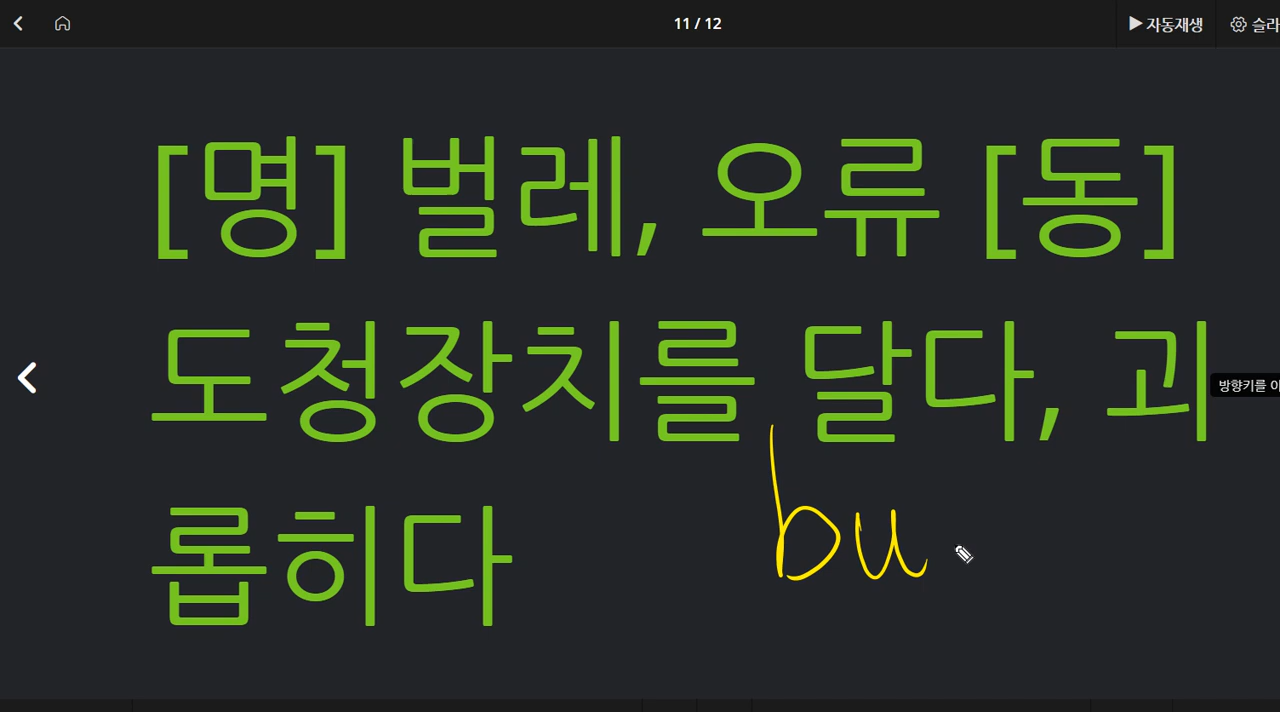 11 / 12
▶ 자동재생
슬라
[명] 벌레, 오류 [동]
도청장치를 달다, 괴
방향키를 이
롭히다
bu